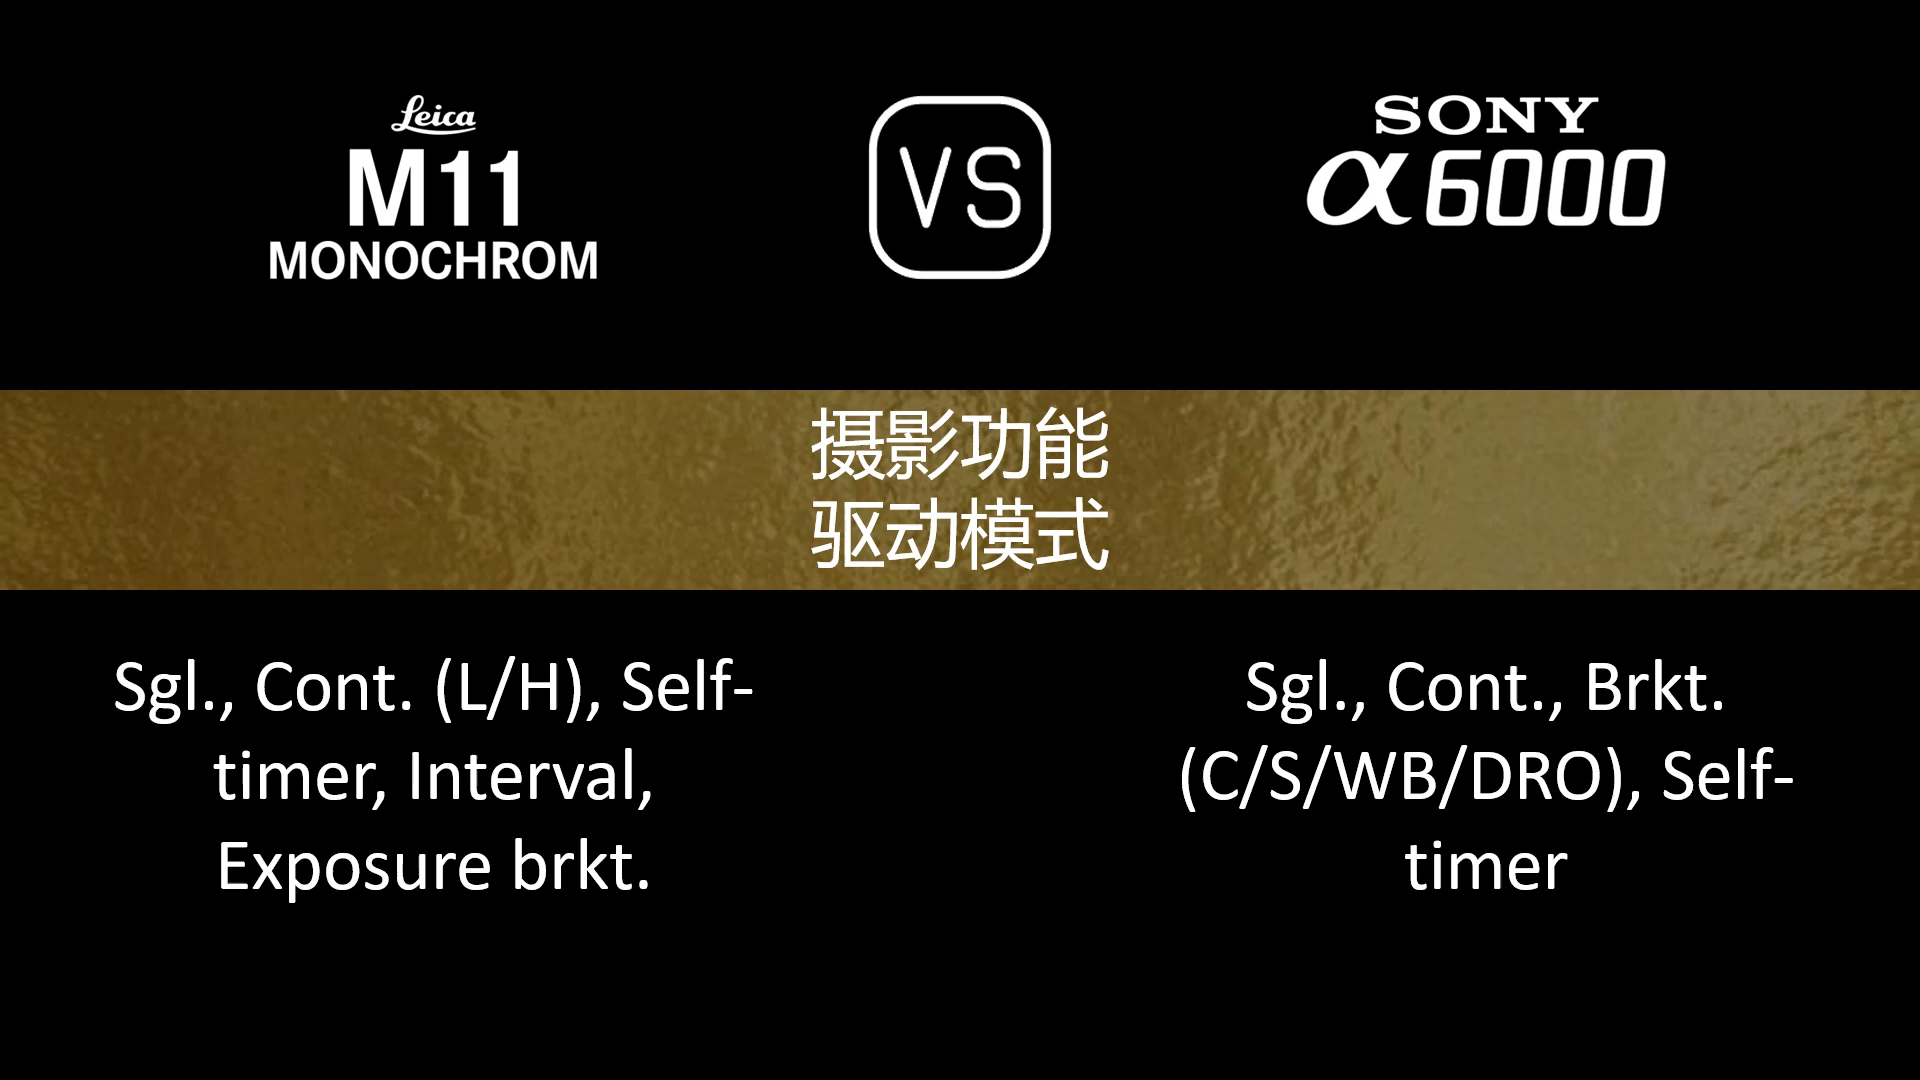 Leica
M11
MONOCHROM
VS
SONY
α6000
摄影功能
驱动模式
Sgl., Cont. (L/H), Self-
timer, Interval,
Exposure brkt.
Sgl., Cont., Brkt.
(C/S/WB/DRO), Self-
timer